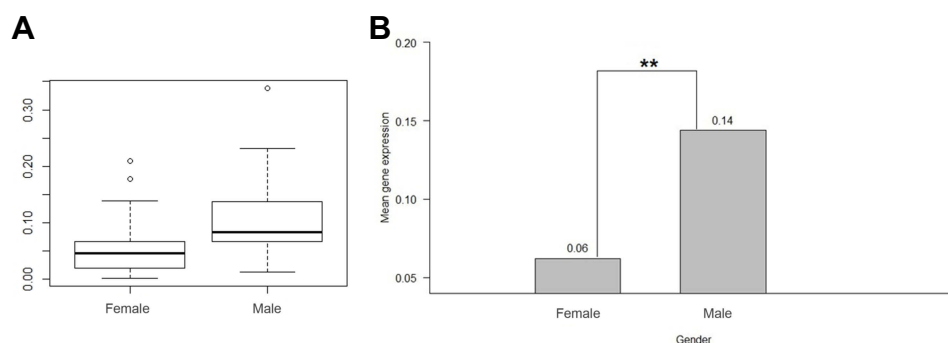 A
0.30
0.20
0.10
0.00
Female
Male
B
0.20
0.15
0.10
0.05
Mean gene expression
**
0.06
0.14
Female
Male
Gender